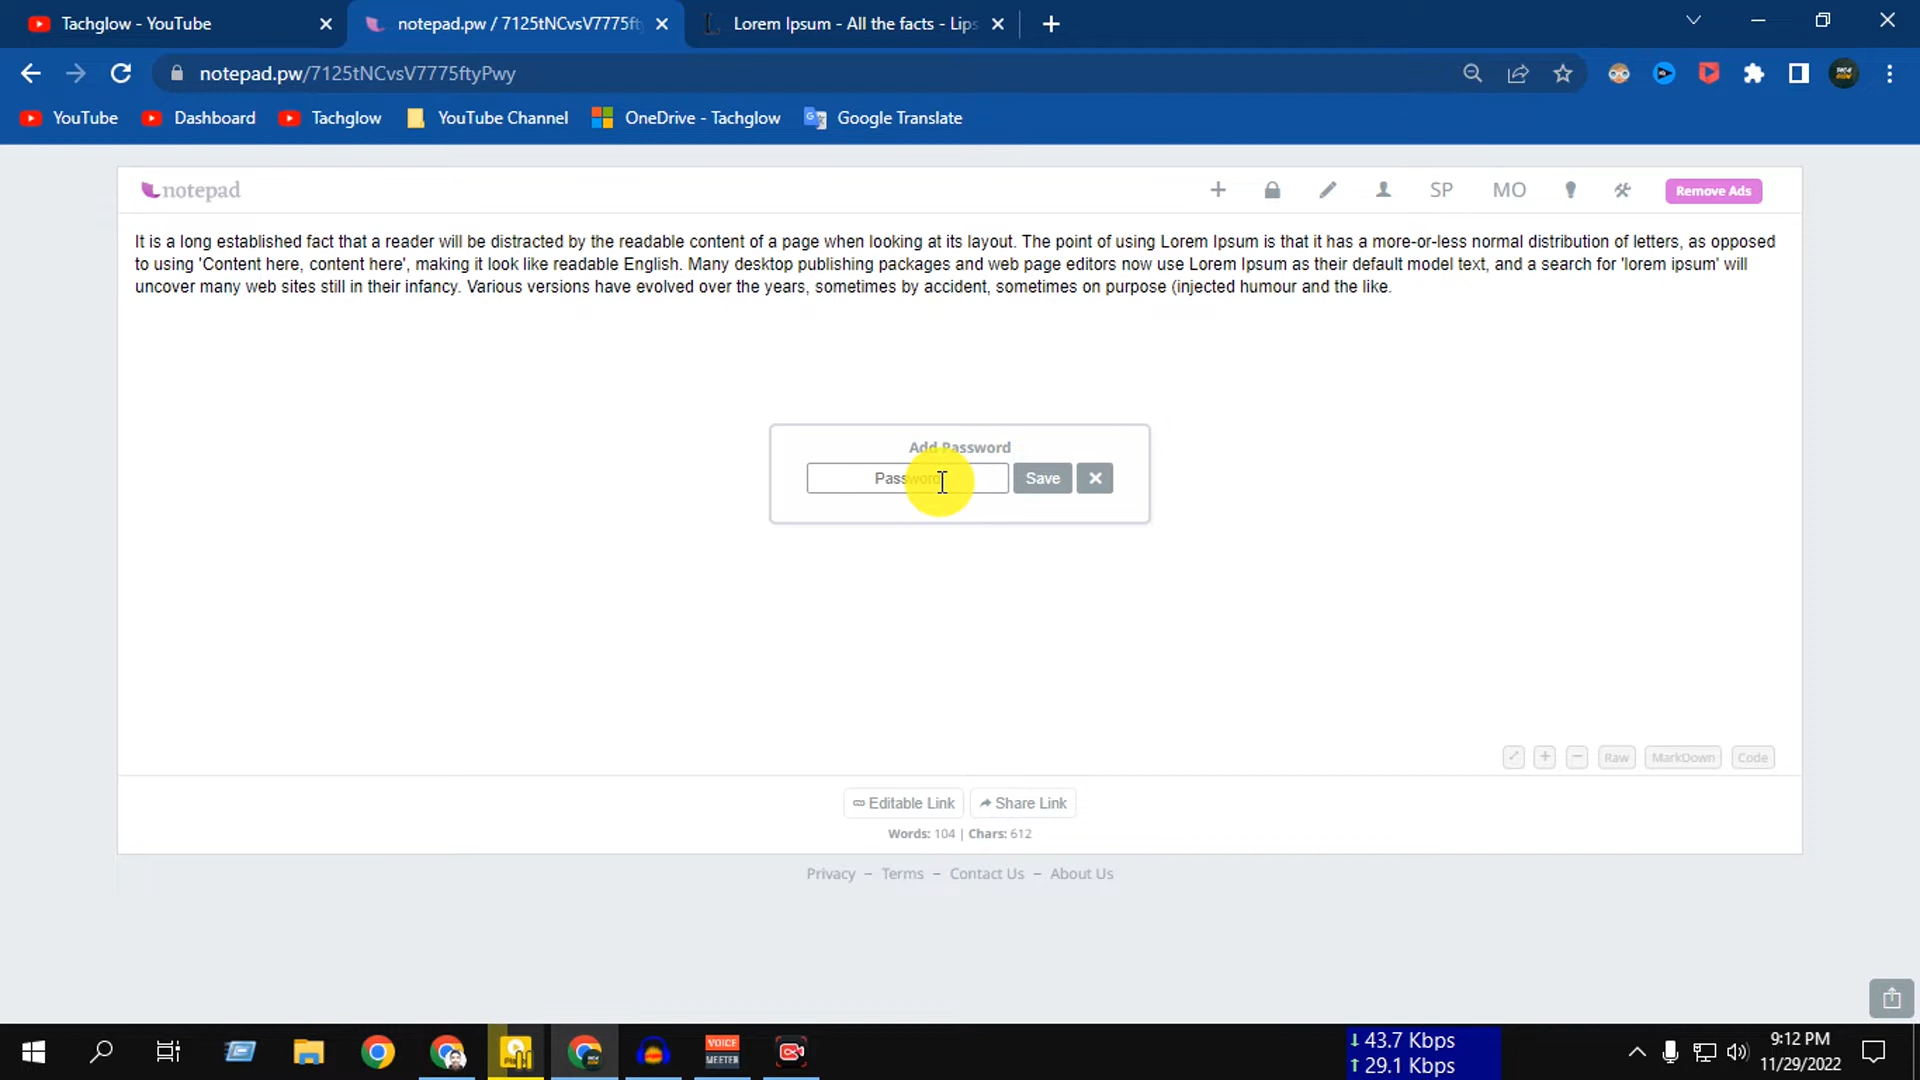 Tachglow - YouTube
notepad.pw / 7125tNCvsV7775ft
Lorem Ipsum - All the facts - Lips
notepad.pw/7125tNCvsV7775ftyPwy
YouTube
Dashboard
Tachglow
YouTube Channel
OneDrive - Tachglow
Google Translate
notepad
SP
MO
Remove Ads
It is a long established fact that a reader will be distracted by the readable content of a page when looking at its layout. The point of using Lorem Ipsum is that it has a more-or-less normal distribution of letters, as opposed
to using 'Content here, content here', making it look like readable English. Many desktop publishing packages and web page editors now use Lorem Ipsum as their default model text, and a search for 'lorem ipsum' will
uncover many web sites still in their infancy. Various versions have evolved over the years, sometimes by accident, sometimes on purpose (injected humour and the like.
Add Password
Password
Save
Raw
MarkDown
Code
Editable Link
Share Link
Words: 104 | Chars: 612
Privacy – Terms – Contact Us – About Us
VOICE
MEETER
↓ 43.7 Kbps
↑ 29.1 Kbps
9:12 PM
11/29/2022